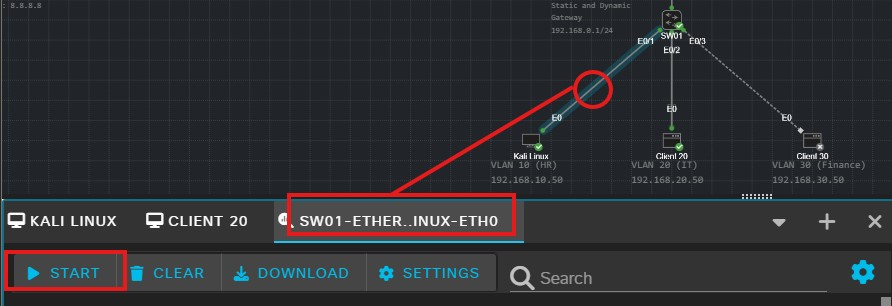 : 8.8.8.8
Static and Dynamic
Gateway
192.168.0.1/24
SW01
E0/1
E0/3
E0/2
E0
E0
E0
Kali Linux
Client 20
Client 30
VLAN 10 (HR)
VLAN 20 (IT)
VLAN 30 (Finance)
192.168.10.50
192.168.20.50
192.168.30.50
KALI LINUX
CLIENT 20
SW01-ETHER..INUX-ETH0
START
CLEAR
DOWNLOAD
SETTINGS
Search